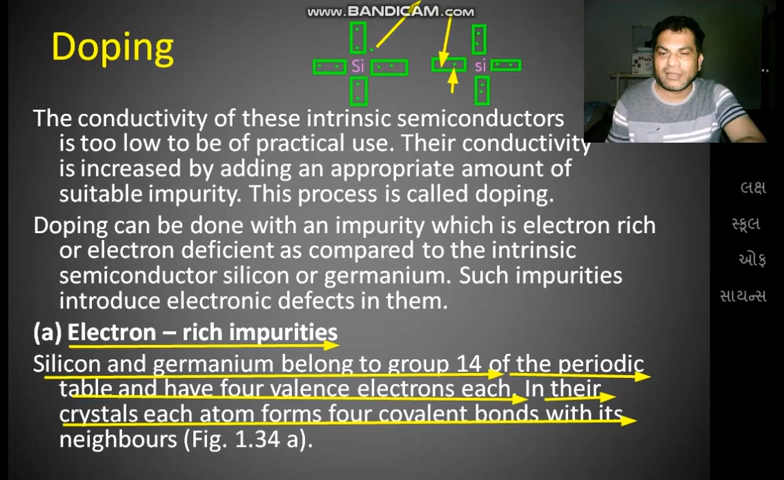 www.BANDICAM.com
Doping
Si
si
The conductivity of these intrinsic semiconductors
is too low to be of practical use. Their conductivity
is increased by adding an appropriate amount of
suitable impurity. This process is called doping.
Doping can be done with an impurity which is electron rich
or electron deficient as compared to the intrinsic
semiconductor silicon or germanium. Such impurities
introduce electronic defects in them.
(a) Electron – rich impurities
Silicon and germanium belong to group 14 of the periodic
table and have four valence electrons each. In their
crystals each atom forms four covalent bonds with its
neighbours (Fig. 1.34 a).
લક્ષ
સ્કૂલ
ઓફ
સાયન્સ